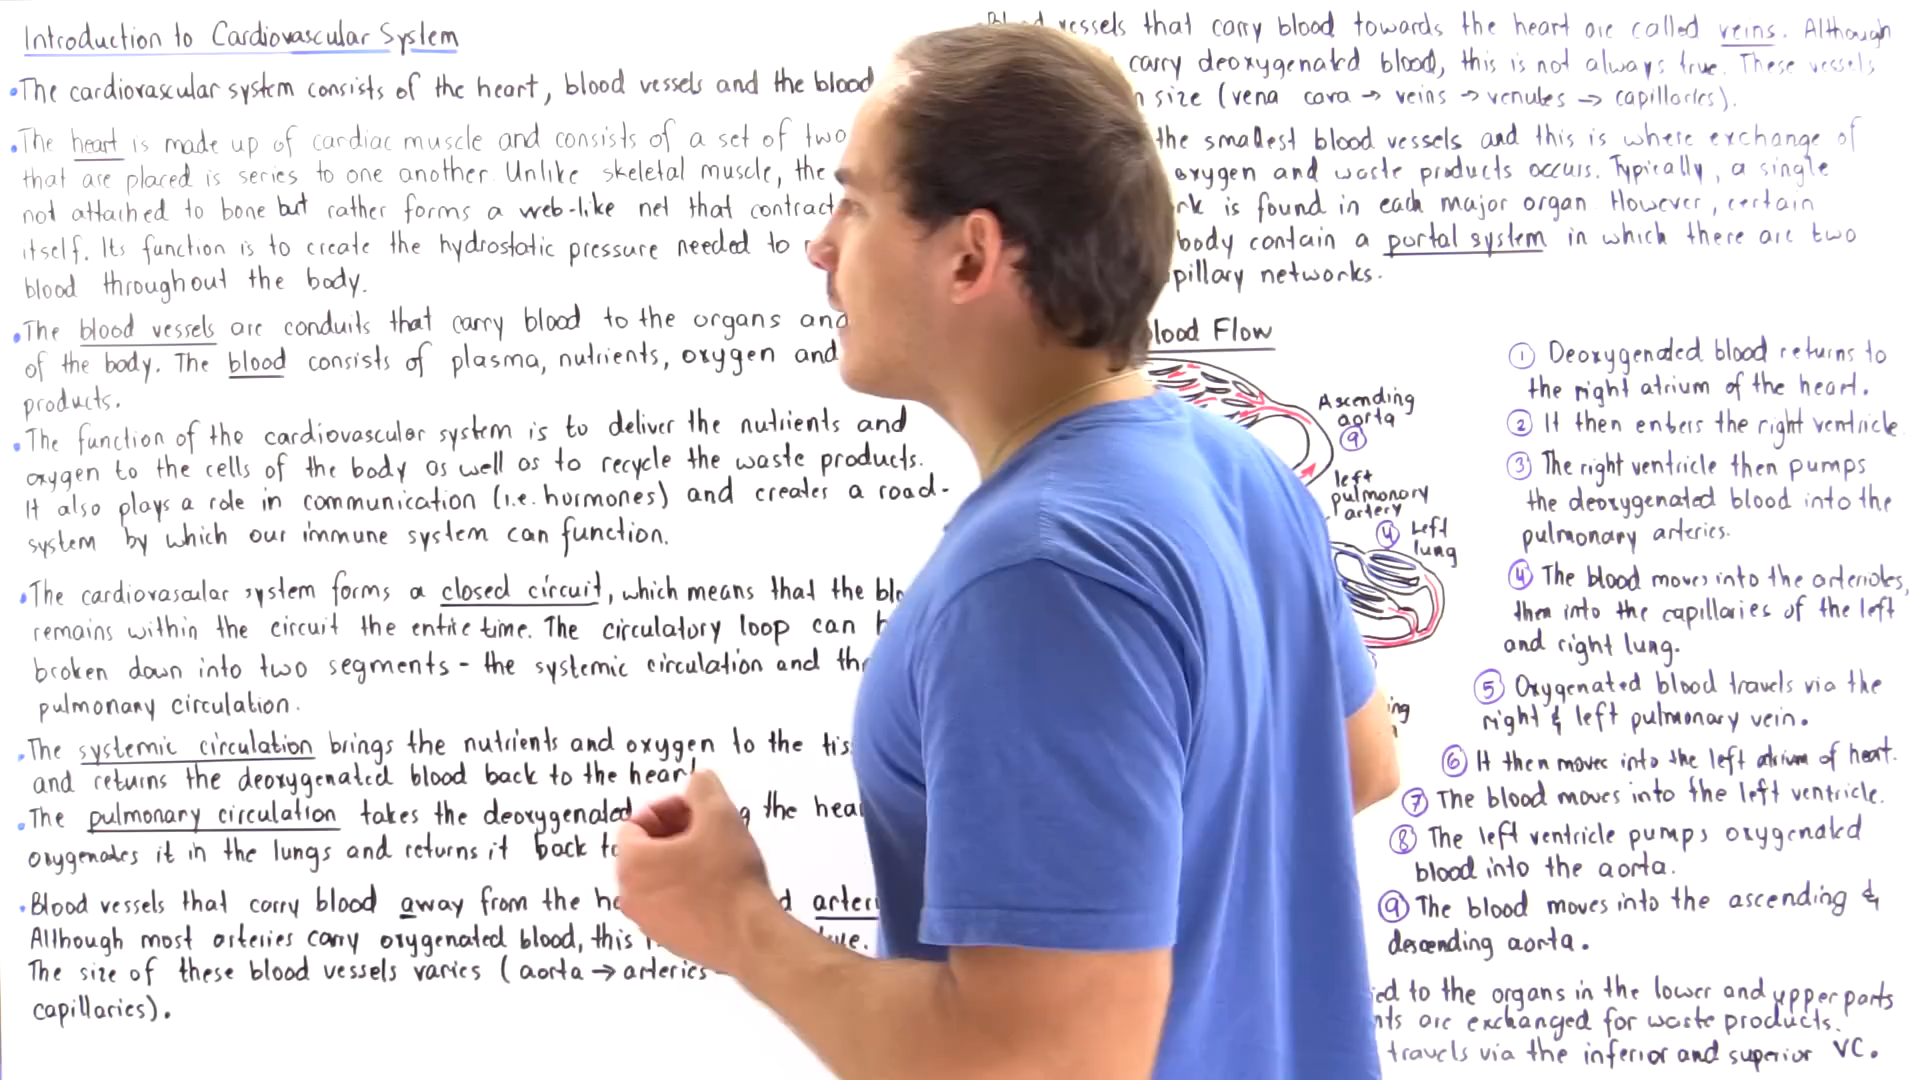 Introduction to Cardiovascular System
•The cardiovascular system consists of the heart, blood vessels and the blood
•The heart is made up of cardiac muscle and consists of a set of two
that are placed is series to one another. Unlike skeletal muscle, the
not attached to bone but rather forms a web-like net that contract
itself. Its function is to create the hydrostatic pressure needed to
blood throughout the body.
•The blood vessels are conduits that carry blood to the organs and
of the body. The blood consists of plasma, nutrients, oxygen and
products.
•The function of the cardiovascular system is to deliver the nutrients and
oxygen to the cells of the body as well as to recycle the waste products.
It also plays a role in communication (i.e. hormones) and creates a road-
system by which our immune system can function.
•The cardiovascular system forms a closed circuit, which means that the blo
remains within the circuit the entire time. The circulatory loop can b
broken down into two segments - the systemic circulation and the
pulmonary circulation.
•The systemic circulation brings the nutrients and oxygen to the tis
and returns the deoxygenated blood back to the heart
•The pulmonary circulation takes the deoxygenated the hear
oxygenates it in the lungs and returns it back to
•Blood vessels that carry blood away from the he d arteri
Although most arteries carry oxygenated blood, this true.
The size of these blood vessels varies (aorta → arteries
capillaries).
Blood vessels that carry blood towards the heart are called veins. Although
carry deoxygenated blood, this is not always true. These vessels
n size (vena cava → veins → venules → capillaries).
the smallest blood vessels and this is where exchange of
oxygen and waste products occurs. Typically, a single
rk is found in each major organ. However, certain
body contain a portal system in which there are two
pillary networks.
lood Flow
Ascending
aorta
9
left
pulmonary
artery
4 Left
lung
ing
1 Deoxygenated blood returns to
the right atrium of the heart.
2 It then enters the right ventricle
3 The right ventricle then pumps
the deoxygenated blood into the
pulmonary arteries.
4 The blood moves into the arterioles,
then into the capillaries of the left
and right lung.
5 Oxygenated blood travels via the
right & left pulmonary vein.
6 It then moves into the left atrium of heart.
7 The blood moves into the left ventricle.
8 The left ventricle pumps oxygenated
blood into the aorta.
9 The blood moves into the ascending &
descending aorta.
ied to the organs in the lower and upper parts
nts are exchanged for waste products.
travels via the inferior and superior VC.